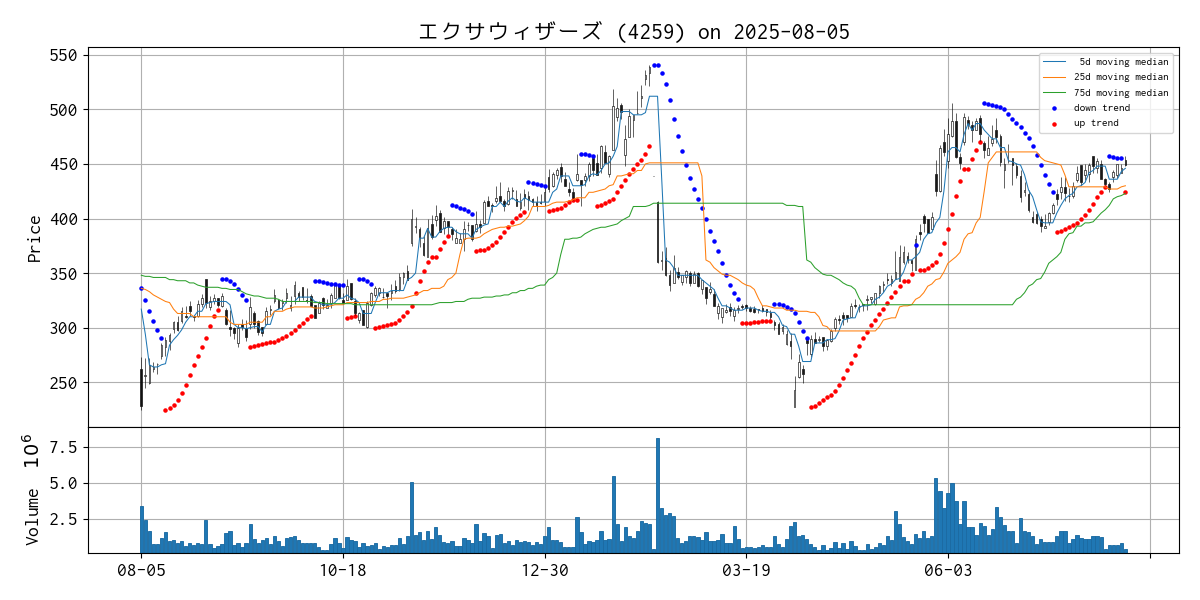 エクサウィザーズ (4259) on 2025-08-05
5d moving median
25d moving median
75d moving median
down trend
up trend
Price
550
500
450
400
350
300
250
Volume 10^6
7.5
5.0
2.5
08-05 10-18 12-30 03-19 06-03